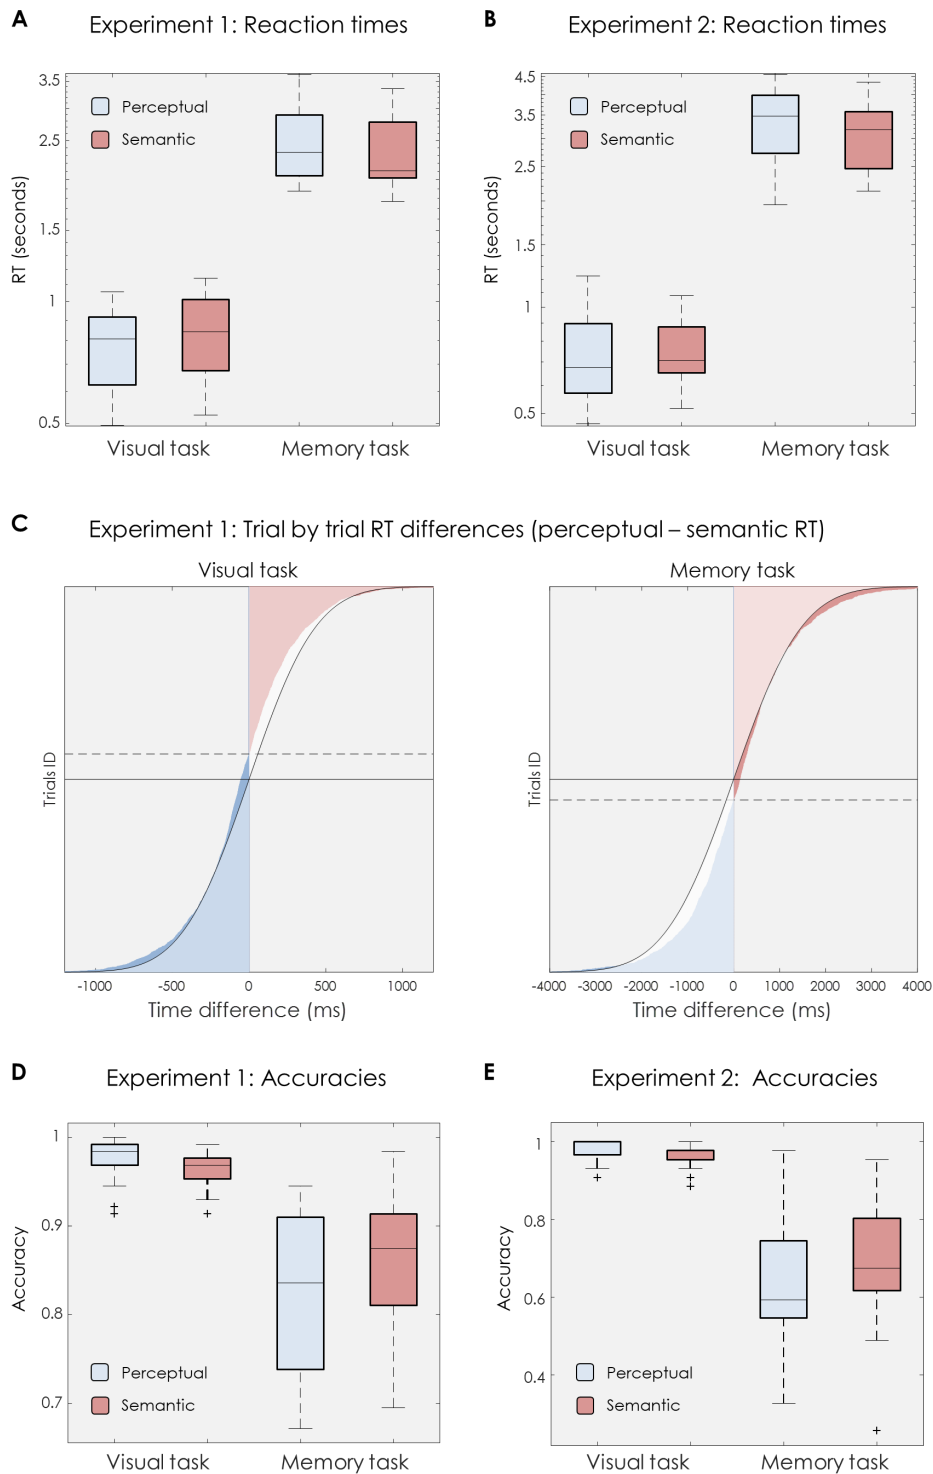 A
Experiment 1: Reaction times
3.5
2.5
1.5
1
0.5
RT (seconds)
Perceptual
Semantic
Visual task
Memory task
B
Experiment 2: Reaction times
4.5
3.5
2.5
1.5
1
0.5
RT (seconds)
Perceptual
Semantic
Visual task
Memory task
C
Experiment 1: Trial by trial RT differences (perceptual – semantic RT)
Visual task
Trials ID
-1000 -500 0 500 1000
Time difference (ms)
Memory task
Trials ID
-4000 -3000 -2000 -1000 0 1000 2000 3000 4000
Time difference (ms)
D
Experiment 1: Accuracies
1
0.9
0.8
0.7
Accuracy
Perceptual
Semantic
Visual task
Memory task
E
Experiment 2: Accuracies
1
0.8
0.6
0.4
Accuracy
Perceptual
Semantic
Visual task
Memory task